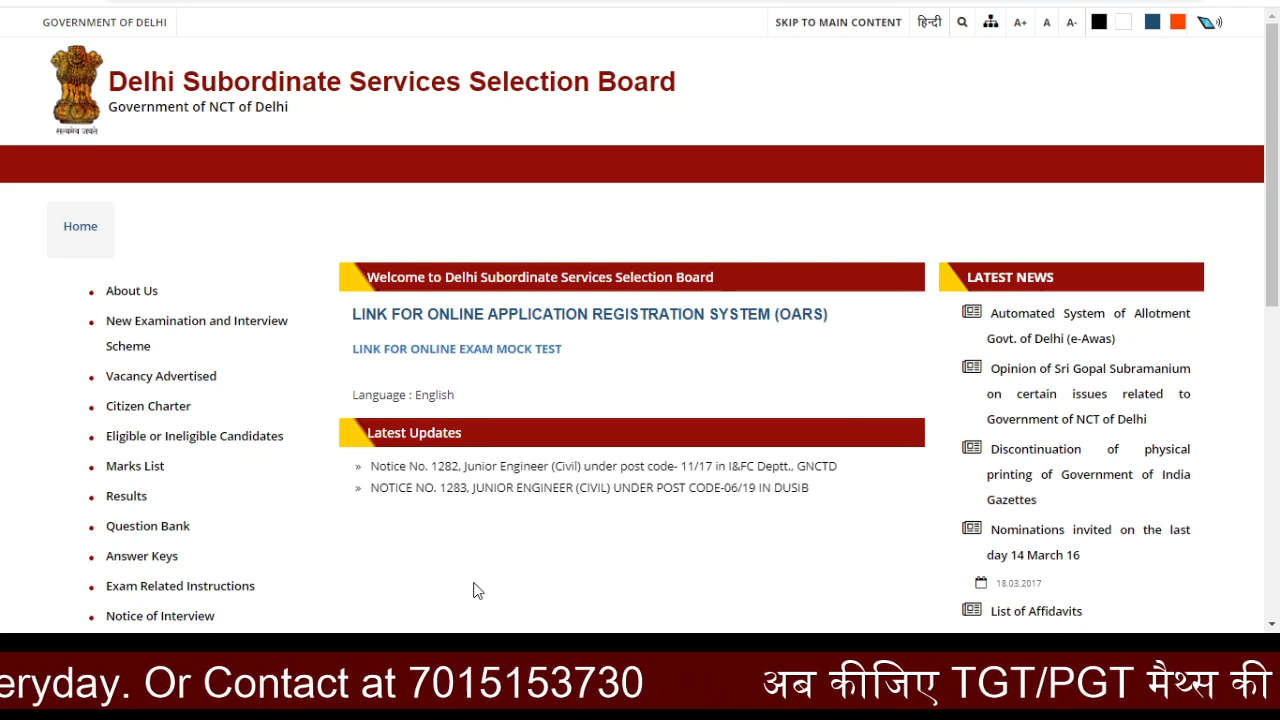 GOVERNMENT OF DELHI
SKIP TO MAIN CONTENT
हिन्दी
A+
A
A-
Delhi Subordinate Services Selection Board
Government of NCT of Delhi
सत्यमेव जयते
Home
About Us
New Examination and Interview
Scheme
Vacancy Advertised
Citizen Charter
Eligible or Ineligible Candidates
Marks List
Results
Question Bank
Answer Keys
Exam Related Instructions
Notice of Interview
Welcome to Delhi Subordinate Services Selection Board
LINK FOR ONLINE APPLICATION REGISTRATION SYSTEM (OARS)
LINK FOR ONLINE EXAM MOCK TEST
Language : English
Latest Updates
» Notice No. 1282, Junior Engineer (Civil) under post code- 11/17 in I&FC Deptt., GNCTD
» NOTICE NO. 1283, JUNIOR ENGINEER (CIVIL) UNDER POST CODE-06/19 IN DUSIB
LATEST NEWS
Automated System of Allotment
Govt. of Delhi (e-Awas)
Opinion of Sri Gopal Subramanium
on certain issues related to
Government of NCT of Delhi
Discontinuation of physical
printing of Government of India
Gazettes
Nominations invited on the last
day 14 March 16
18.03.2017
List of Affidavits
eryday. Or Contact at 7015153730 अब कीजिए TGT/PGT मैथ्स की